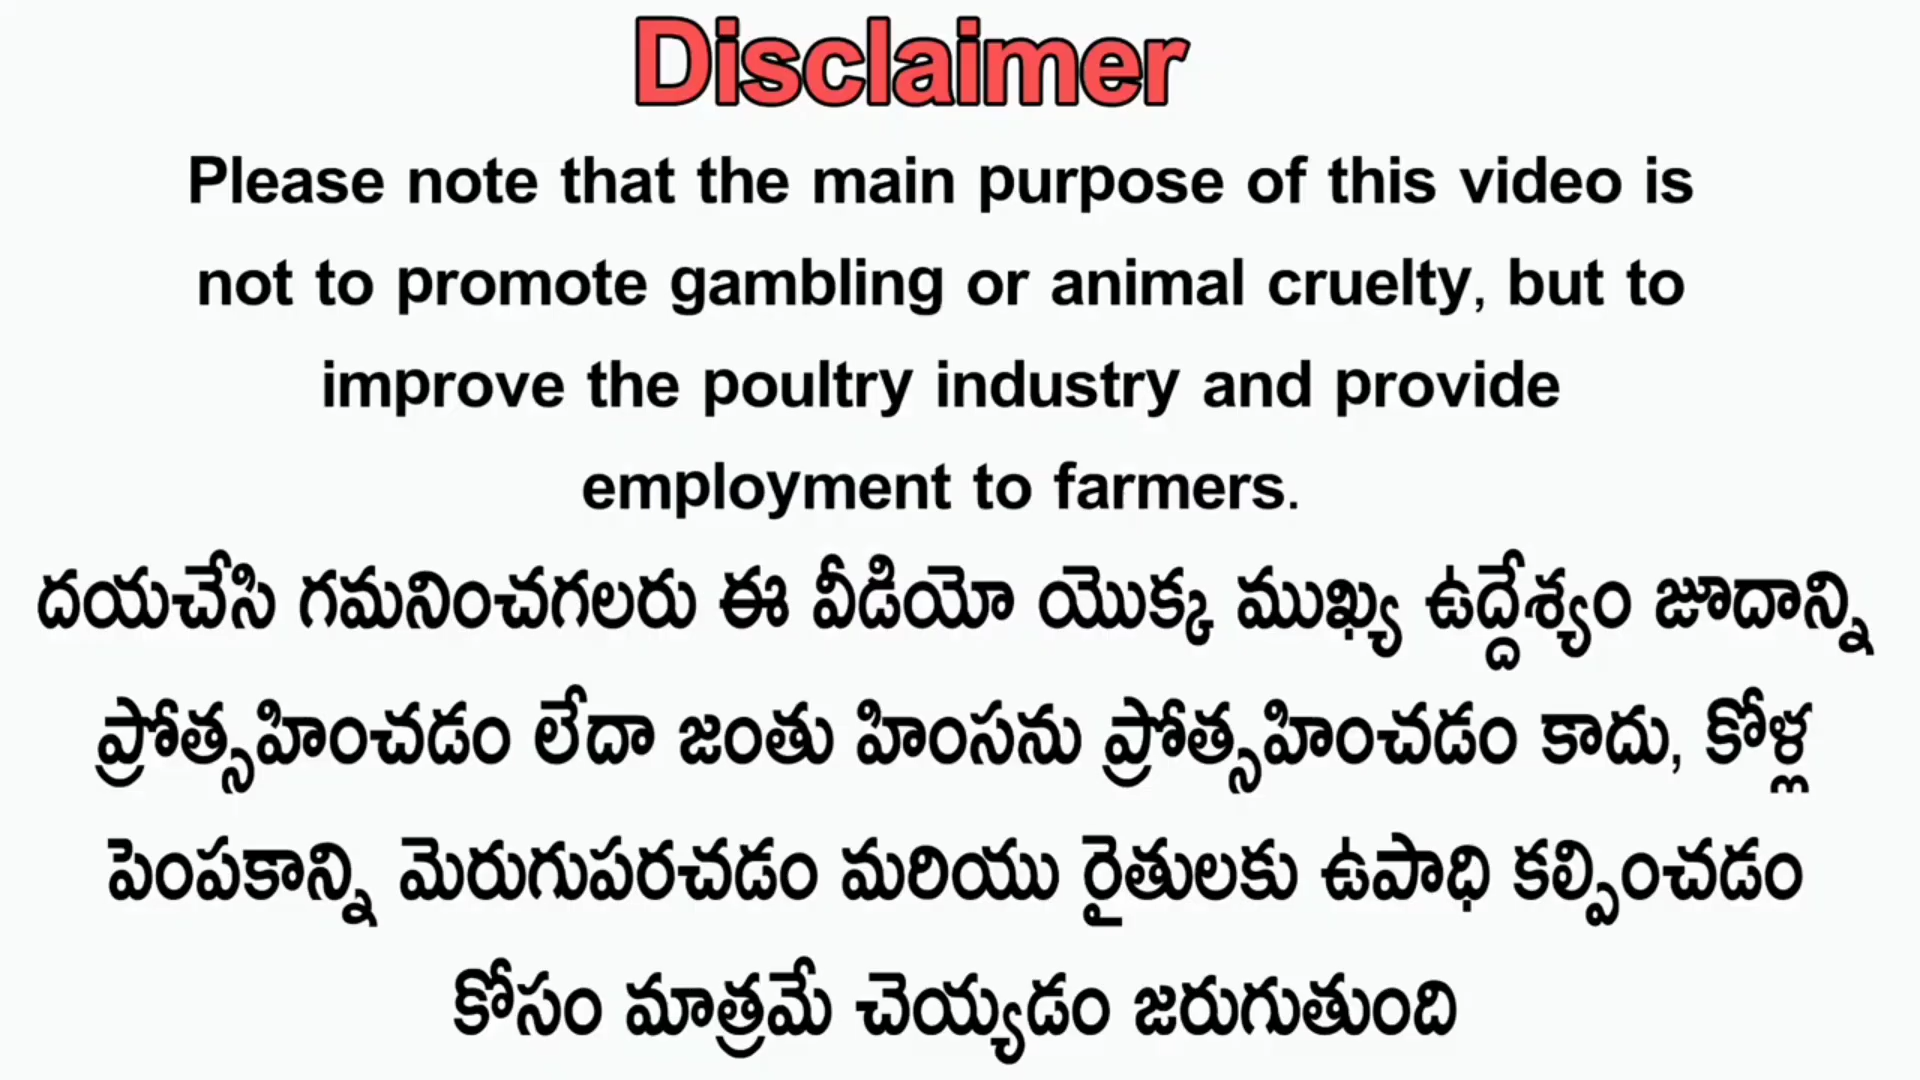 Disclaimer
Please note that the main purpose of this video is
not to promote gambling or animal cruelty, but to
improve the poultry industry and provide
employment to farmers.
దయచేసి గమనించగలరు ఈ వీడియో యొక్క ముఖ్య ఉద్దేశ్యం జూదాన్ని
ప్రోత్సహించడం లేదా జంతు హింసను ప్రోత్సహించడం కాదు, కోళ్ల
పెంపకాన్ని మెరుగుపరచడం మరియు రైతులకు ఉపాధి కల్పించడం
కోసం మాత్రమే చెయ్యడం జరుగుతుంది